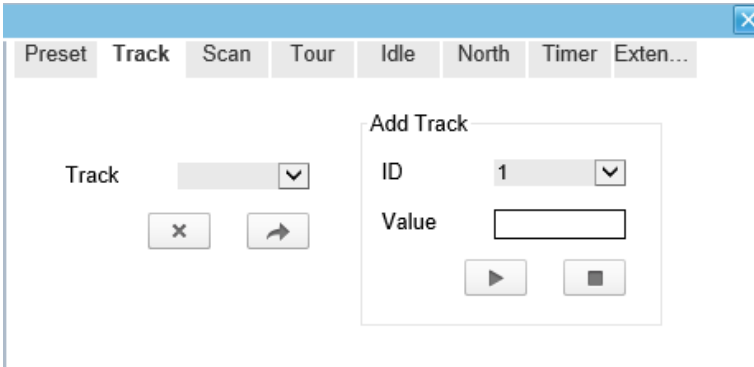 Preset Track Scan Tour Idle North Timer Exten...
Add Track
Track
ID 1
Value